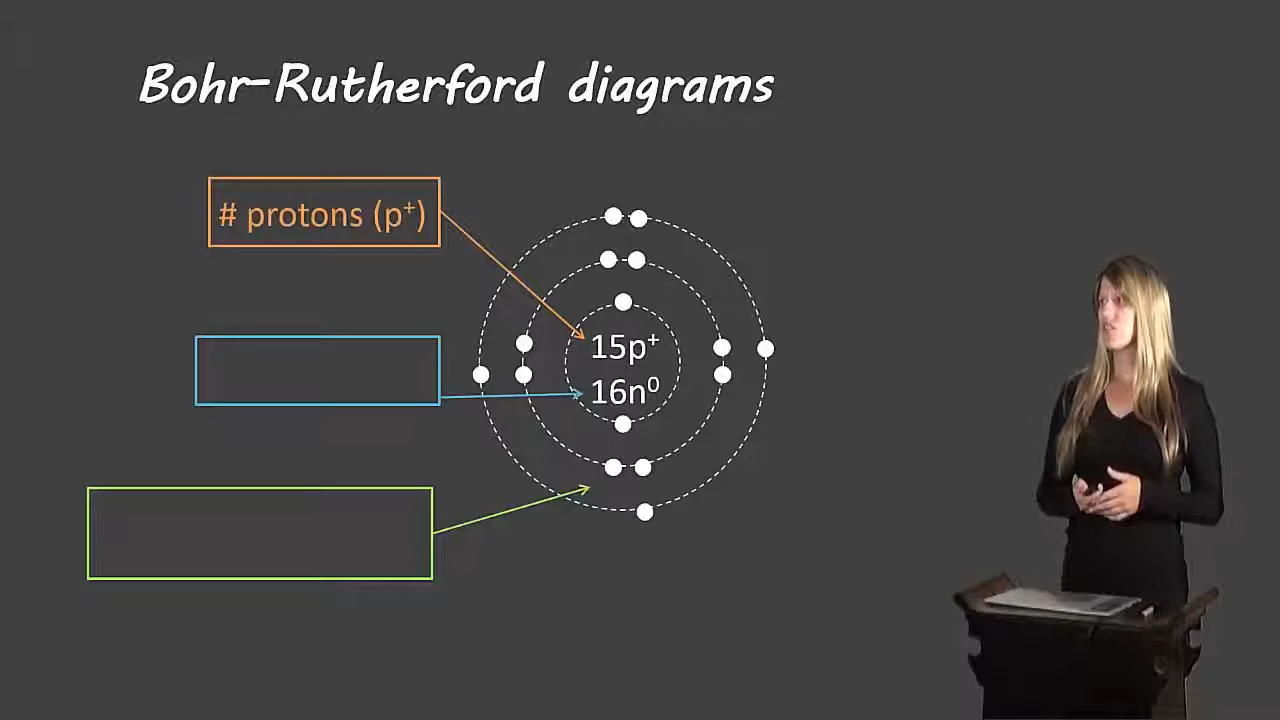 Bohr-Rutherford diagrams
# protons (p⁺)
15p⁺
16n⁰